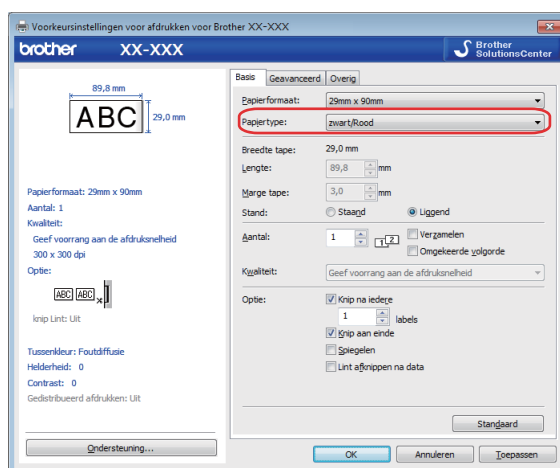 Voorkeursinstellingen voor afdrukken voor Brother XX-XXX
brother XX-XXX
Brother SolutionsCenter
89,8 mm
ABC
29,0 mm
Papierformaat: 29mm x 90mm
Aantal: 1
Kwaliteit:
Geef voorrang aan de afdruksnelheid
300 x 300 dpi
Optie:
ABC ABC
knip Lint: Uit
Tussenkleur: Foutdiffusie
Helderheid: 0
Contrast: 0
Gedistribueerd afdrukken: Uit
Ondersteuning...
Basis Geavanceerd Overig
Papierformaat: 29mm x 90mm
Papiertype: zwart/Rood
Breedte tape: 29,0 mm
Lengte: 89,8 mm
Marge tape: 3,0 mm
Stand: Staand Liggend
Aantal: 1 1 2 Verzamelen
Omgekeerde volgorde
Kwaliteit: Geef voorrang aan de afdruksnelheid
Optie: Knip na iedere
1 labels
Knip aan einde
Spiegelen
Lint afknippen na data
Standaard
OK Annuleren Toepassen